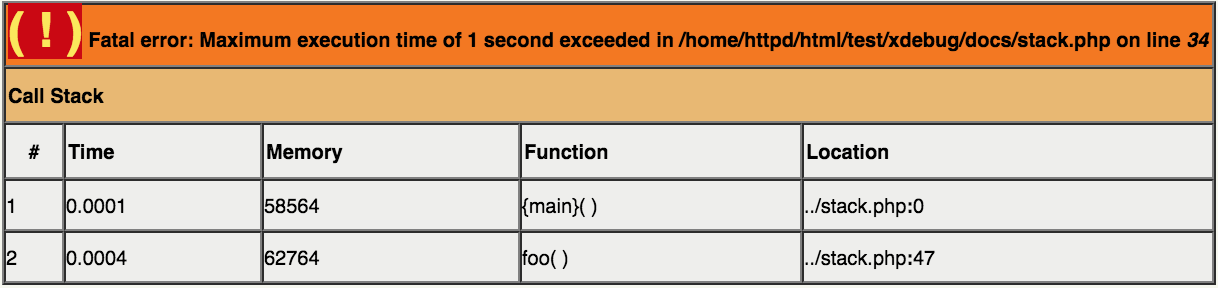 ( ! ) Fatal error: Maximum execution time of 1 second exceeded in /home/httpd/html/test/xdebug/docs/stack.php on line 34
Call Stack
# Time Memory Function Location
1 0.0001 58564 {main}( ) ../stack.php:0
2 0.0004 62764 foo( ) ../stack.php:47